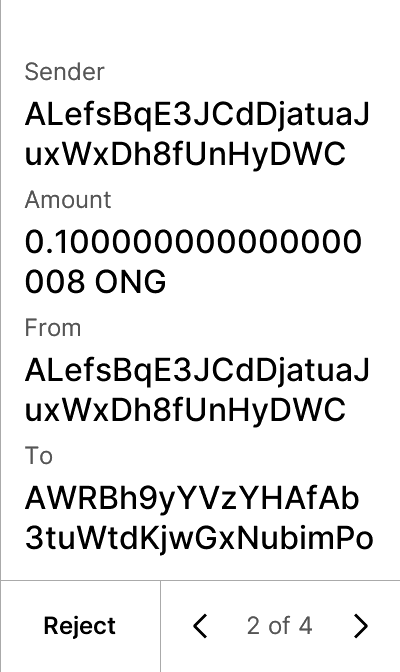 Sender
ALefsBqE3JCdDjatuaJ
uxWxDh8fUnHyDWC
Amount
0.100000000000000
008 ONG
From
ALefsBqE3JCdDjatuaJ
uxWxDh8fUnHyDWC
To
AWRBh9yYVzYHAfAb
3tuWtdKjwGxNubimPo
Reject
2 of 4